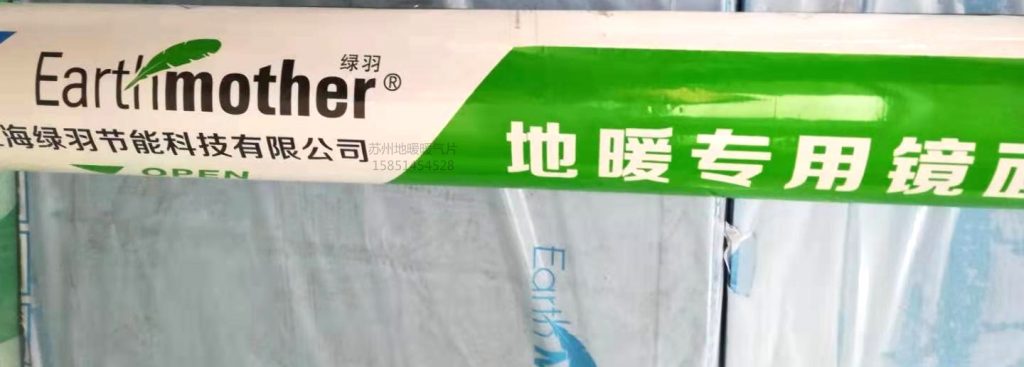 绿羽
Earthmother®
海绿羽节能科技有限公司
OPEN
苏州地暖暖气片
15851454528
地暖专用镜
Earth